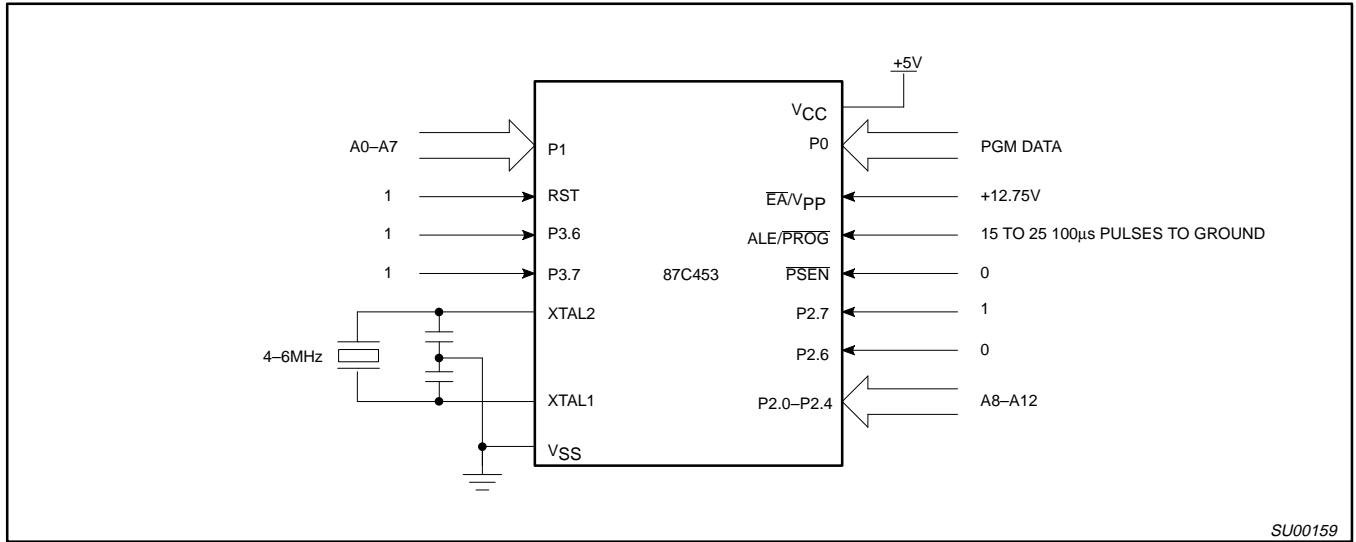 +5V
VCC
A0–A7 P1 P0 PGM DATA
1 RST EA/VPP +12.75V
1 P3.6 ALE/PROG 15 TO 25 100µs PULSES TO GROUND
1 P3.7 87C453 PSEN 0
XTAL2 P2.7 1
4–6MHz P2.6 0
XTAL1 P2.0–P2.4 A8–A12
VSS
SU00159